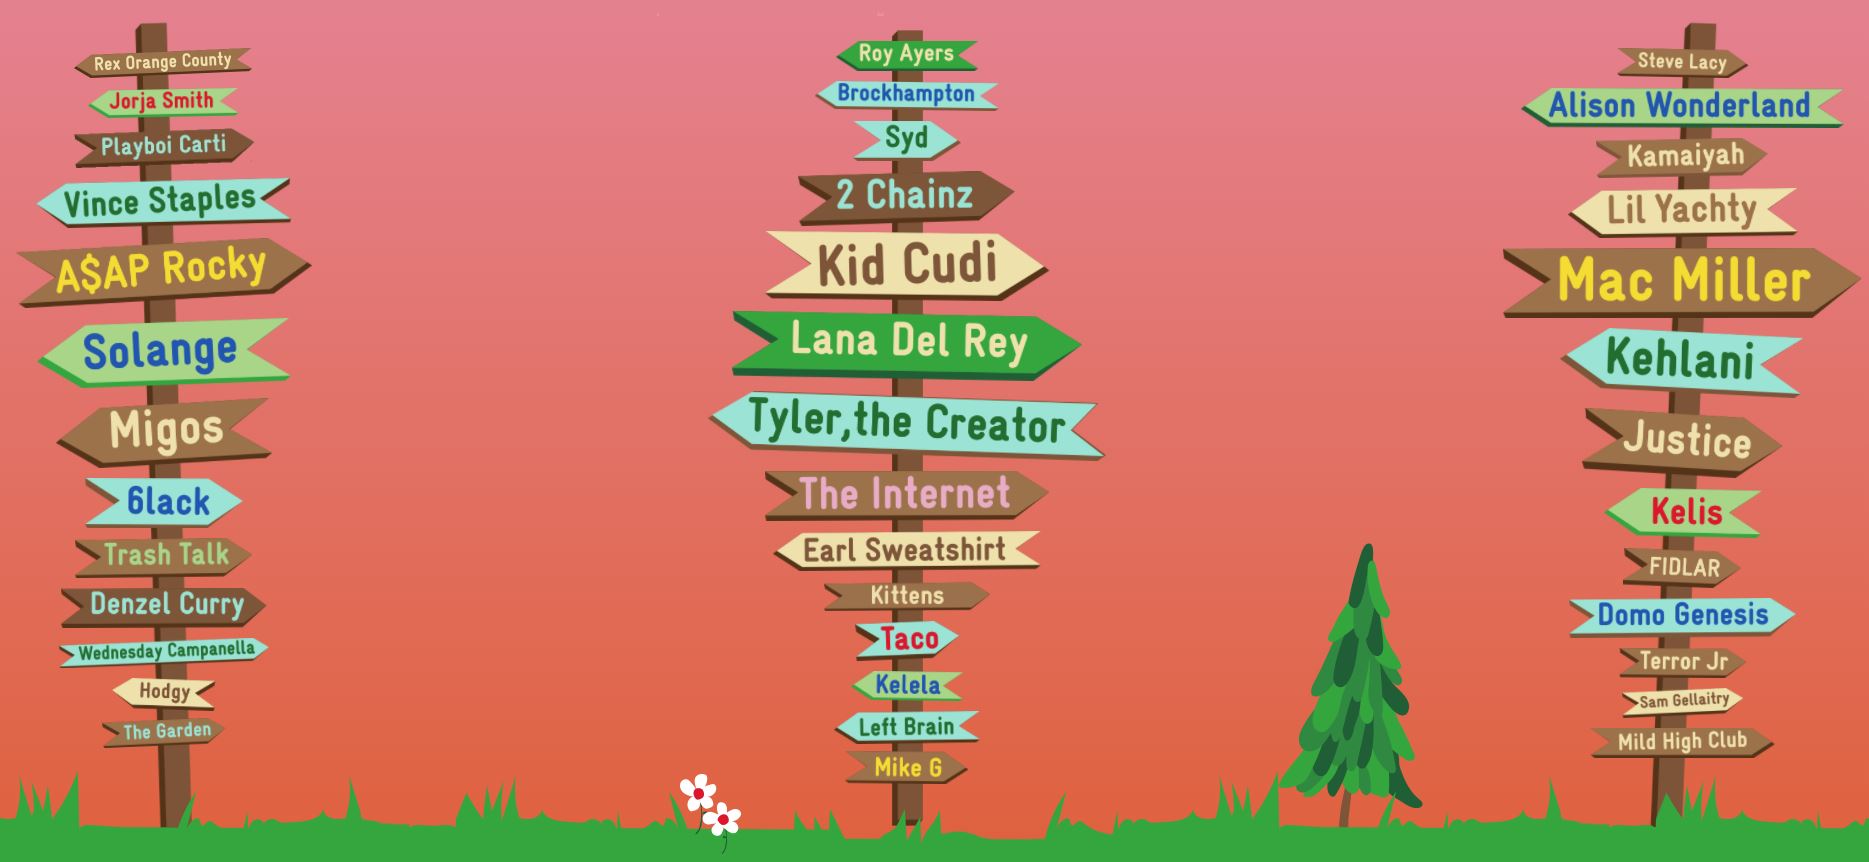 Rex Orange County
Jorja Smith
Playboi Carti
Vince Staples
A$AP Rocky
Solange
Migos
6lack
Trash Talk
Denzel Curry
Wednesday Campanella
Hodgy
The Garden
Roy Ayers
Brockhampton
Syd
2 Chainz
Kid Cudi
Lana Del Rey
Tyler,the Creator
The Internet
Earl Sweatshirt
Kittens
Taco
Kelela
Left Brain
Mike G
Steve Lacy
Alison Wonderland
Kamaiyah
Lil Yachty
Mac Miller
Kehlani
Justice
Kelis
FIDLAR
Domo Genesis
Terror Jr
Sam Gellaitry
Mild High Club